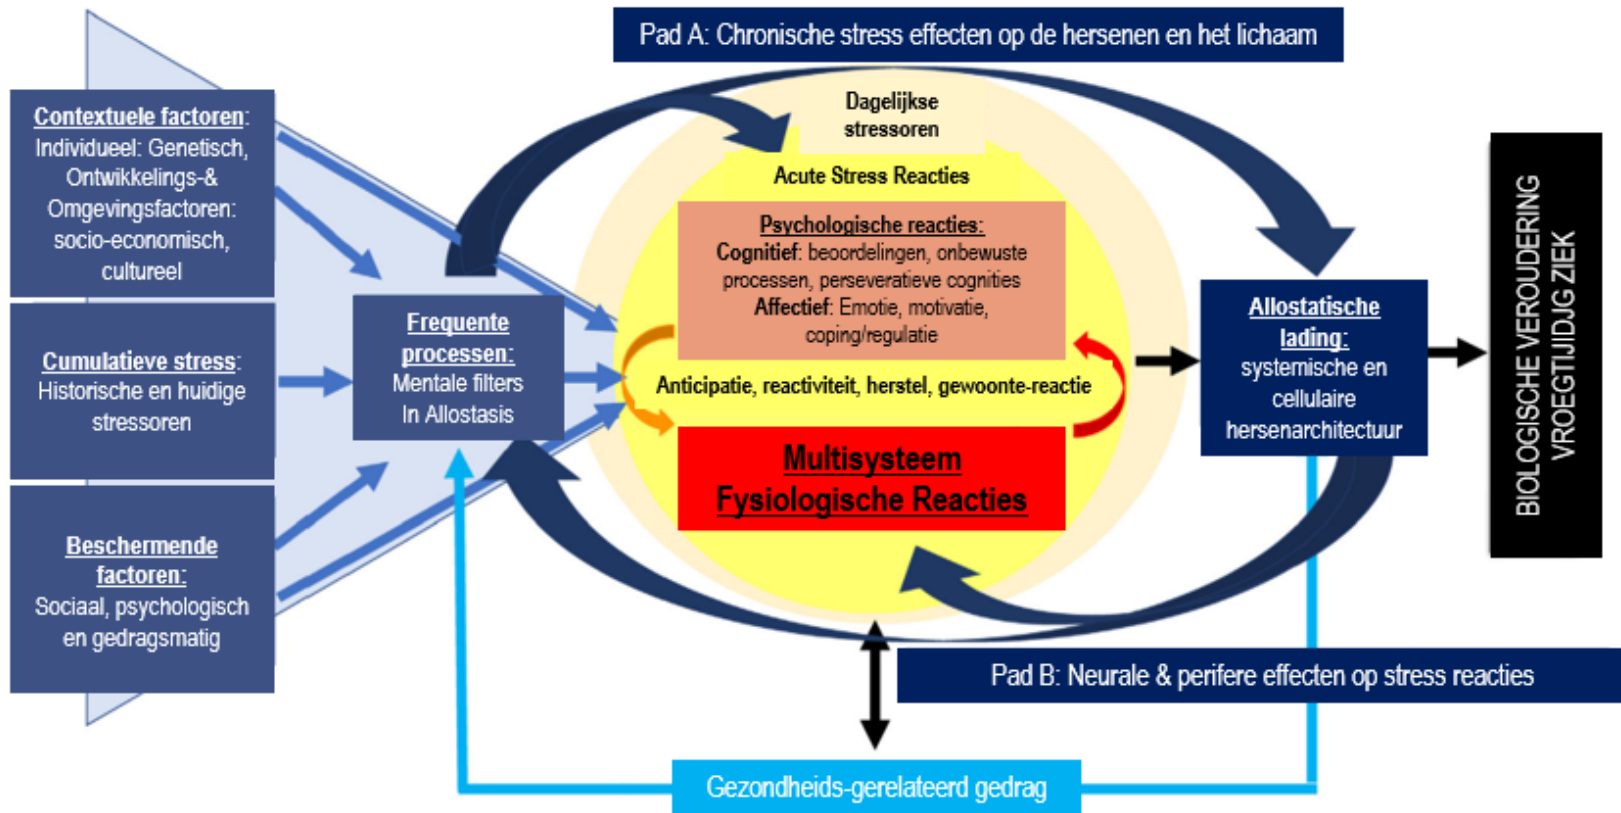 Pad A: Chronische stress effecten op de hersenen en het lichaam
Contextuele factoren:
Individueel: Genetisch,
Ontwikkelings-&
Omgevingsfactoren:
socio-economisch,
cultureel
Cumulatieve stress:
Historische en huidige
stressoren
Beschermende
factoren:
Sociaal, psychologisch
en gedragsmatig
Frequente
processen:
Mentale filters
In Allostasis
Dagelijkse
stressoren
Acute Stress Reacties
Psychologische reacties:
Cognitief: beoordelingen, onbewuste
processen, perseveratieve cognities
Affectief: Emotie, motivatie,
coping/regulatie
Anticipatie, reactiviteit, herstel, gewoonte-reactie
Multisysteem
Fysiologische Reacties
Allostatische
lading:
systemische en
cellulaire
hersenarchitectuur
BIOLOGISCHE VEROUDERING
VROEGTIJIDJG ZIEK
Pad B: Neurale & perifere effecten op stress reacties
Gezondheids-gerelateerd gedrag